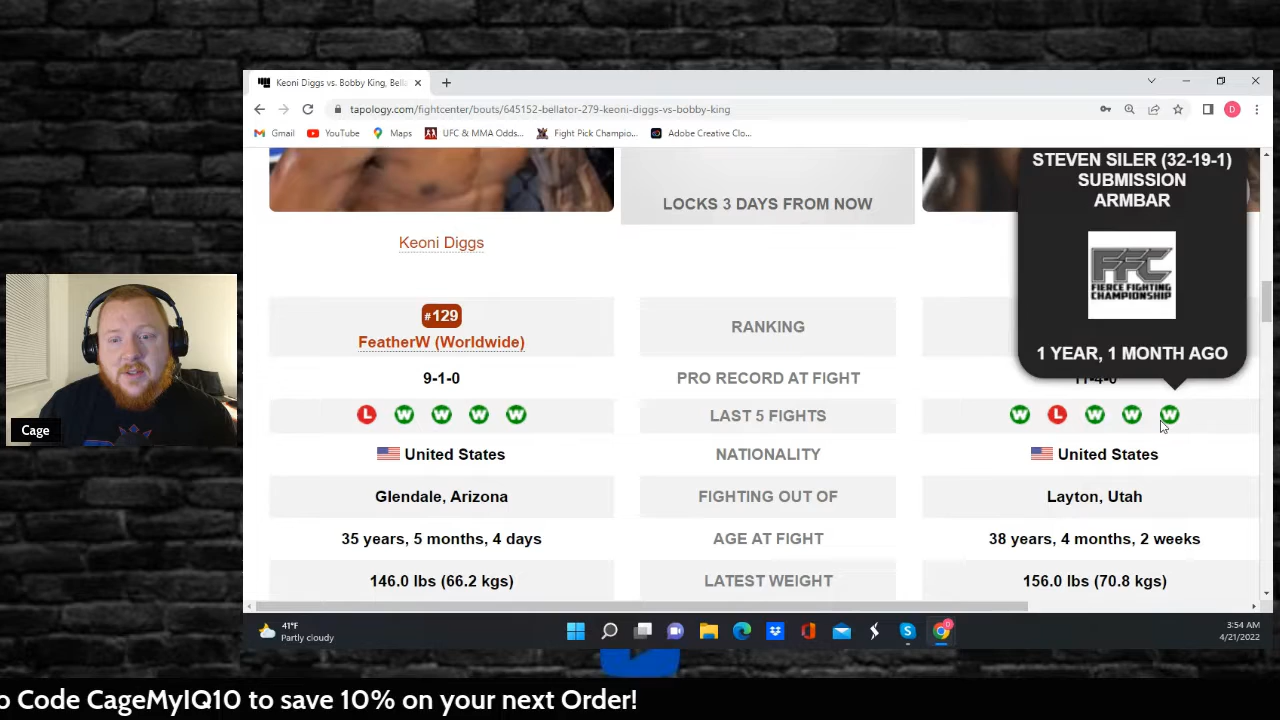 Keoni Diggs vs. Bobby King, Bella
tapology.com/fightcenter/bouts/645152-bellator-279-keoni-diggs-vs-bobby-king
D
Gmail YouTube Maps UFC & MMA Odds... Fight Pick Champio... Adobe Creative Clo...
STEVEN SILER (32-19-1)
SUBMISSION
ARMBAR
FFC
FIERCE FIGHTING
CHAMPIONSHIP
1 YEAR, 1 MONTH AGO
LOCKS 3 DAYS FROM NOW
Keoni Diggs
#129
FeatherW (Worldwide)
RANKING
9-1-0 PRO RECORD AT FIGHT 11-4-0
L W W W W LAST 5 FIGHTS W L W W W
United States NATIONALITY United States
Glendale, Arizona FIGHTING OUT OF Layton, Utah
35 years, 5 months, 4 days AGE AT FIGHT 38 years, 4 months, 2 weeks
146.0 lbs (66.2 kgs) LATEST WEIGHT 156.0 lbs (70.8 kgs)
Cage
41°F
Partly cloudy
3:54 AM
4/21/2022
o Code CageMyIQ10 to save 10% on your next Order!